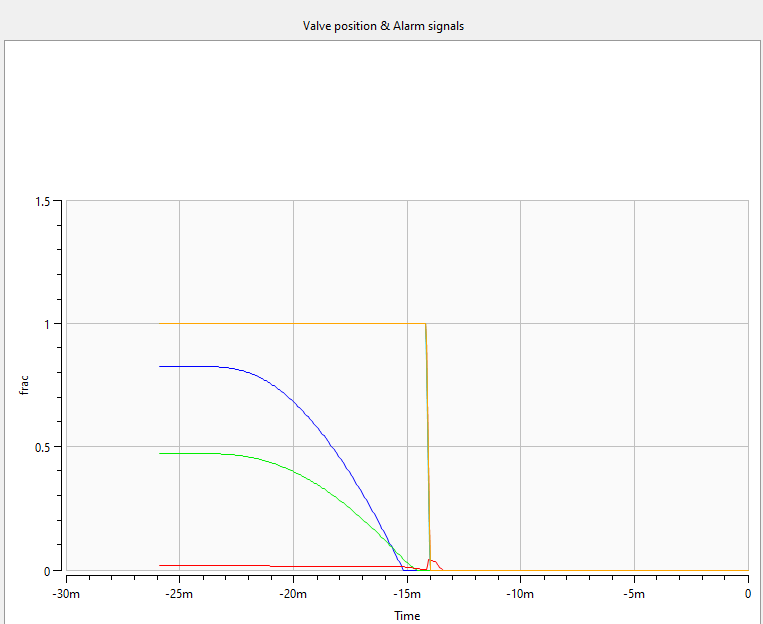 Valve position & Alarm signals
1.5
1
0.5
0
frac
-30m -25m -20m -15m -10m -5m 0
Time